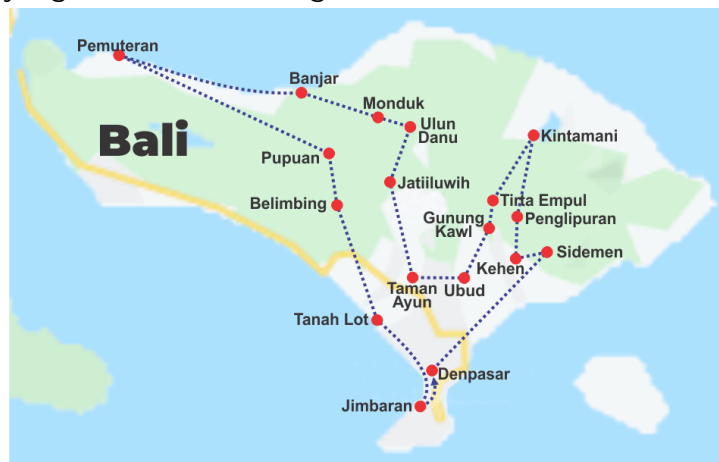 Pemuteran
Banjar
Monduk
Ulun
Danu
Bali
Kintamani
Pupuan
Jatiiluwih
Belimbing
Tirta Empul
Gunung
Kawl
Penglipuran
Kehen
Sidemen
Taman
Ayun
Ubud
Tanah Lot
Denpasar
Jimbaran